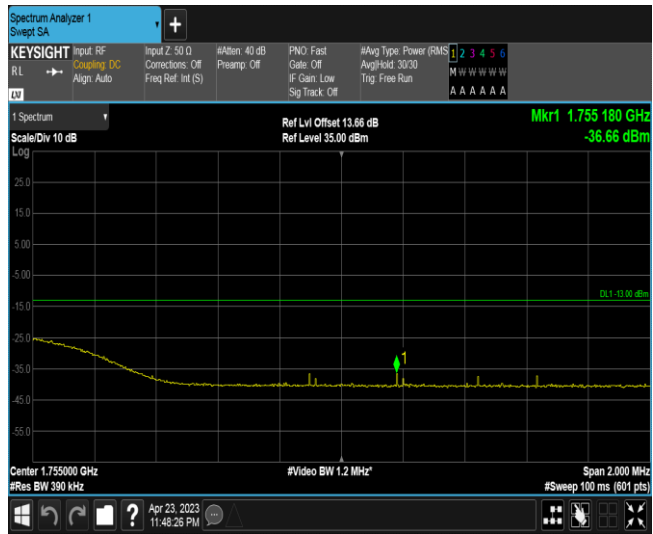 Spectrum Analyzer 1
Swept SA
+
KEYSIGHT
RL
LXI
Input: RF
Coupling: DC
Align: Auto
Input Z: 50 Ω
Corrections: Off
Freq Ref: Int (S)
#Atten: 40 dB
Preamp: Off
PNO: Fast
Gate: Off
IF Gain: Low
Sig Track: Off
#Avg Type: Power (RMS
Avg|Hold: 30/30
Trig: Free Run
1 2 3 4 5 6
M W W W W W
A A A A A A
1 Spectrum
Scale/Div 10 dB
Log
Ref Lvl Offset 13.66 dB
Ref Level 35.00 dBm
Mkr1 1.755 180 GHz
-36.66 dBm
25.0
15.0
5.00
-5.00
DL1 -13.00 dBm
-15.0
-25.0
1
-35.0
-45.0
-55.0
Center 1.755000 GHz
#Video BW 1.2 MHz*
Span 2.000 MHz
#Res BW 390 kHz
#Sweep 100 ms (601 pts)
?
Apr 23, 2023
11:48:26 PM